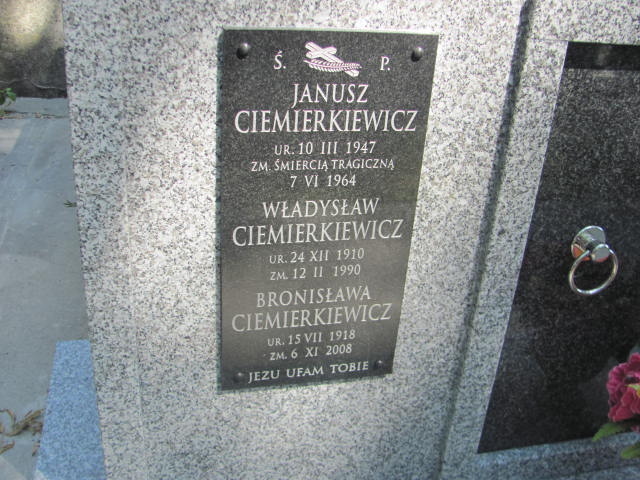 Ś. P.
JANUSZ
CIEMIERKIEWICZ
UR. 10 III 1947
ZM. ŚMIERCIĄ TRAGICZNĄ
7 VI 1964
WŁADYSŁAW
CIEMIERKIEWICZ
UR. 24 XII 1910
ZM. 12 II 1990
BRONISŁAWA
CIEMIERKIEWICZ
UR. 15 VII 1918
ZM. 6 XI 2008
JEZU UFAM TOBIE